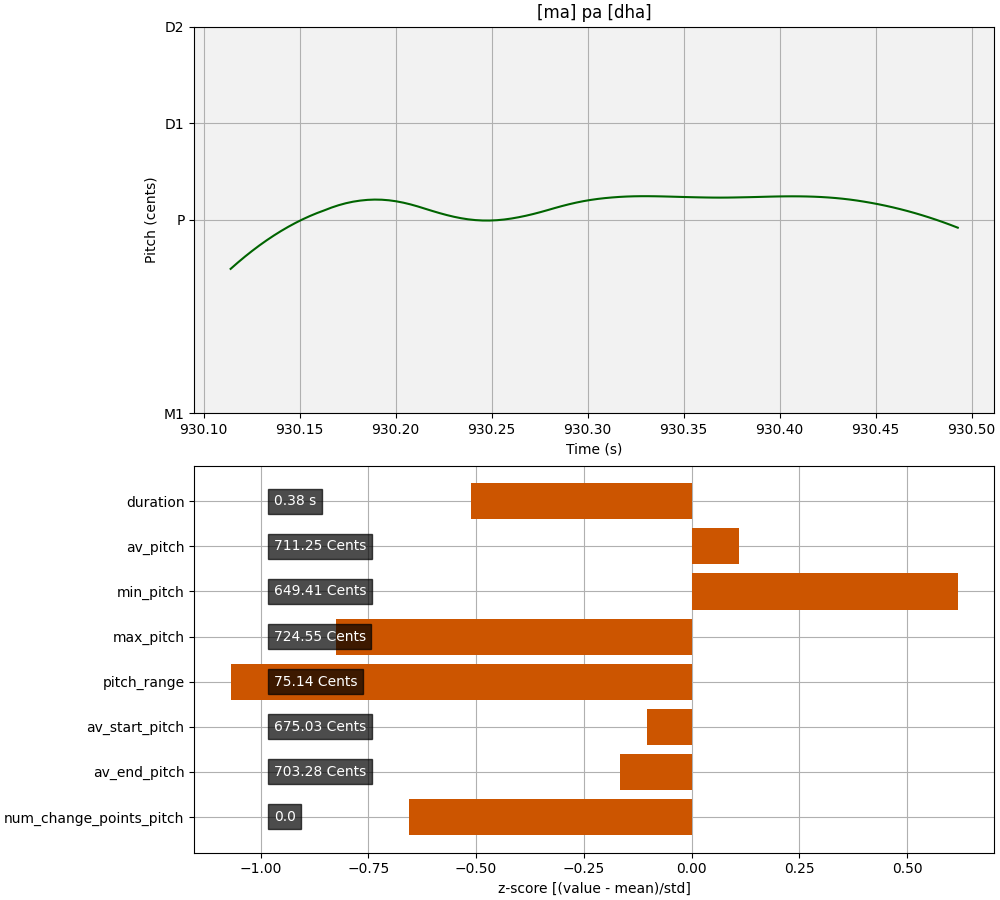 [ma] pa [dha]
D2
D1
P
M1
Pitch (cents)
930.10 930.15 930.20 930.25 930.30 930.35 930.40 930.45 930.50
Time (s)
duration 0.38 s
av_pitch 711.25 Cents
min_pitch 649.41 Cents
max_pitch 724.55 Cents
pitch_range 75.14 Cents
av_start_pitch 675.03 Cents
av_end_pitch 703.28 Cents
num_change_points_pitch 0.0
−1.00 −0.75 −0.50 −0.25 0.00 0.25 0.50
z-score [(value - mean)/std]